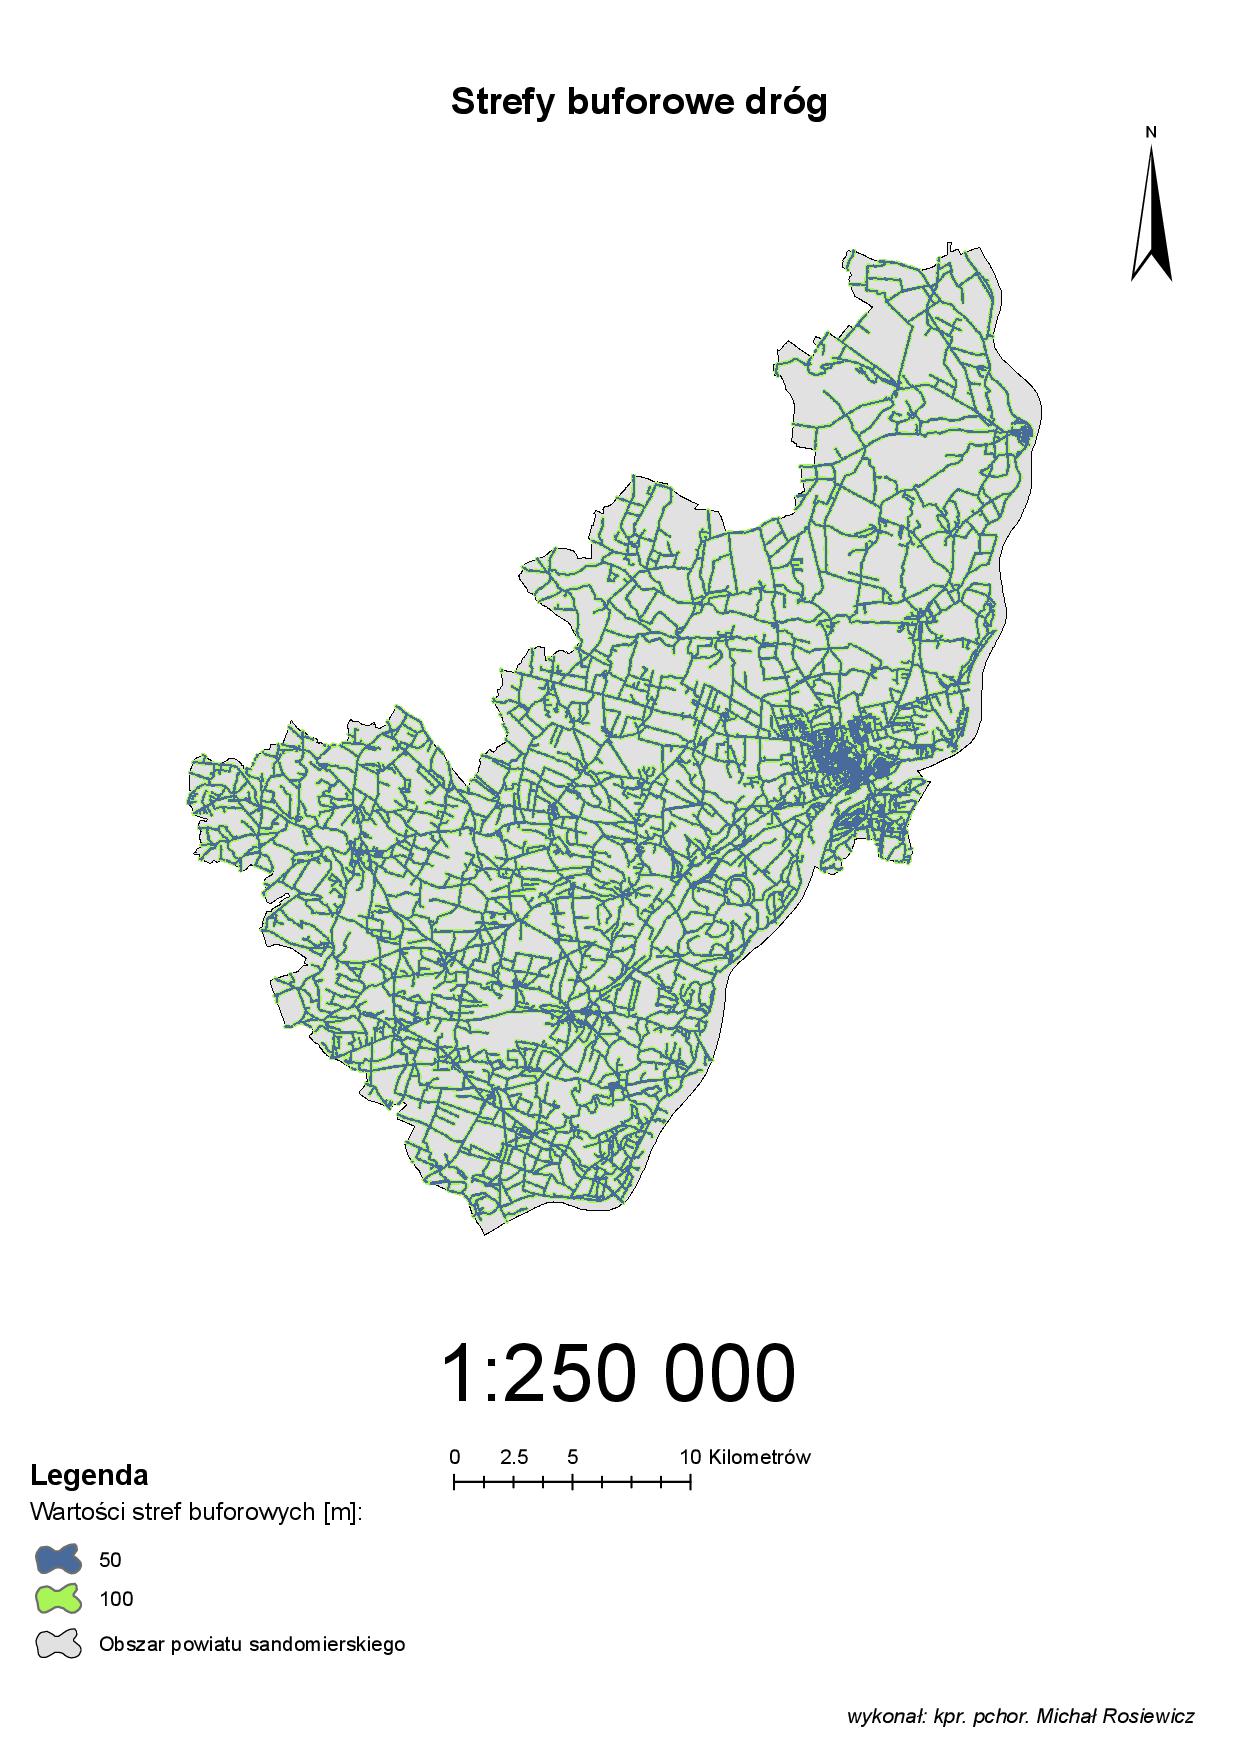 Strefy buforowe dróg
N
1:250 000
0 2.5 5 10 Kilometrów
Legenda
Wartości stref buforowych [m]:
50
100
Obszar powiatu sandomierskiego
wykonał: kpr. pchor. Michał Rosiewicz